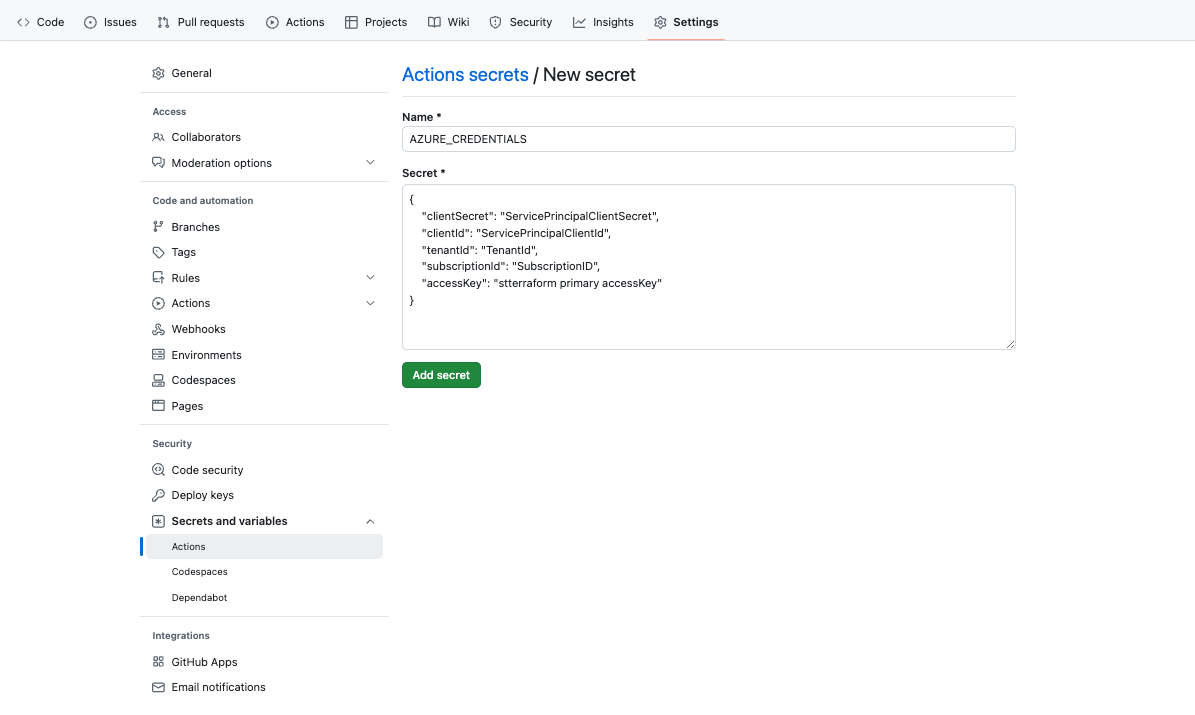 Code Issues Pull requests Actions Projects Wiki Security Insights Settings
General
Access
Collaborators
Moderation options
Code and automation
Branches
Tags
Rules
Actions
Webhooks
Environments
Codespaces
Pages
Security
Code security
Deploy keys
Secrets and variables
Actions
Codespaces
Dependabot
Integrations
GitHub Apps
Email notifications
Actions secrets / New secret
Name *
AZURE_CREDENTIALS
Secret *
{
"clientSecret": "ServicePrincipalClientSecret",
"clientId": "ServicePrincipalClientId",
"tenantId": "TenantId",
"subscriptionId": "SubscriptionID",
"accessKey": "stterraform primary accessKey"
}
Add secret